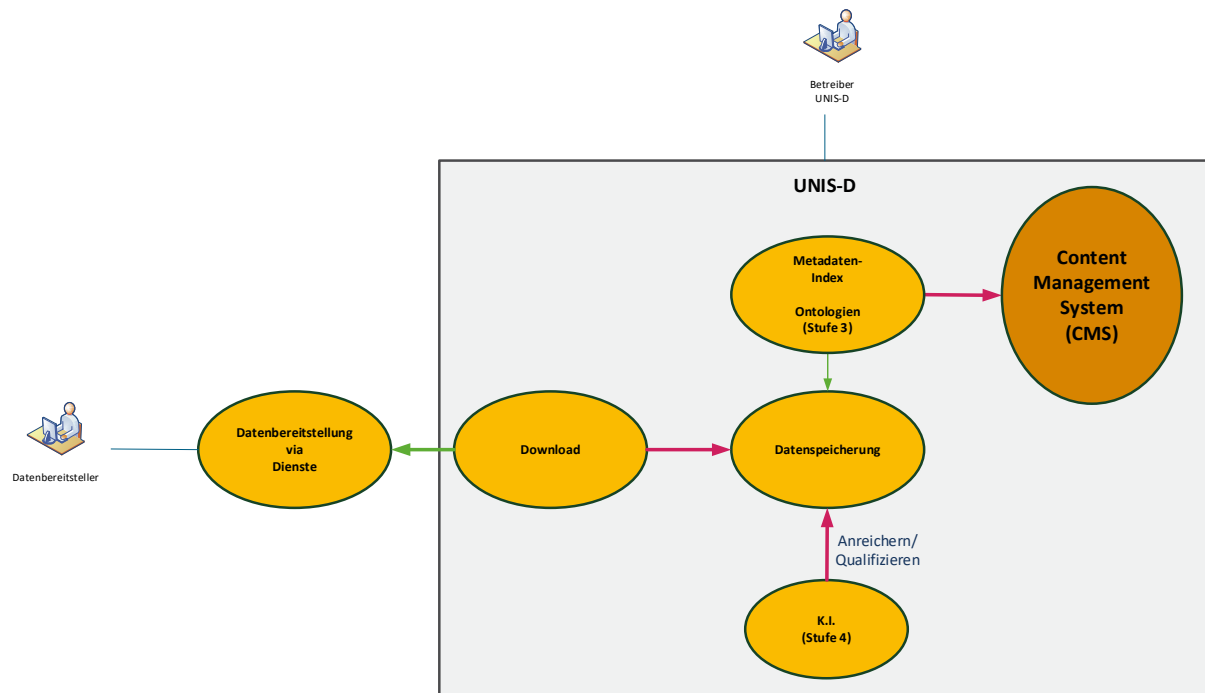 Betreiber
UNIS-D
UNIS-D
Metadaten-
Index
Ontologien
(Stufe 3)
Content
Management
System
(CMS)
Datenbereitsteller
Datenbereitstellung
via
Dienste
Download
Datenspeicherung
Anreichern/
Qualifizieren
K.I.
(Stufe 4)